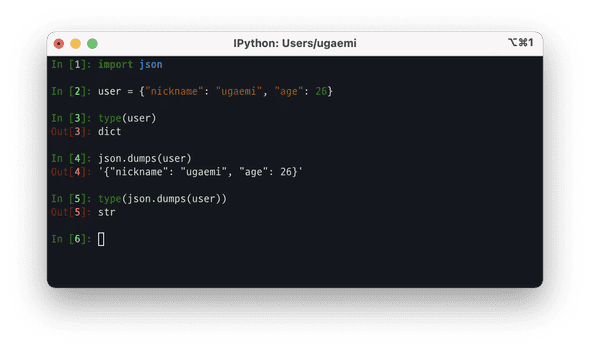 IPython: Users/ugaemi
⌥⌘1
In [1]: import json
In [2]: user = {"nickname": "ugaemi", "age": 26}
In [3]: type(user)
Out[3]: dict
In [4]: json.dumps(user)
Out[4]: '{"nickname": "ugaemi", "age": 26}'
In [5]: type(json.dumps(user))
Out[5]: str
In [6]: